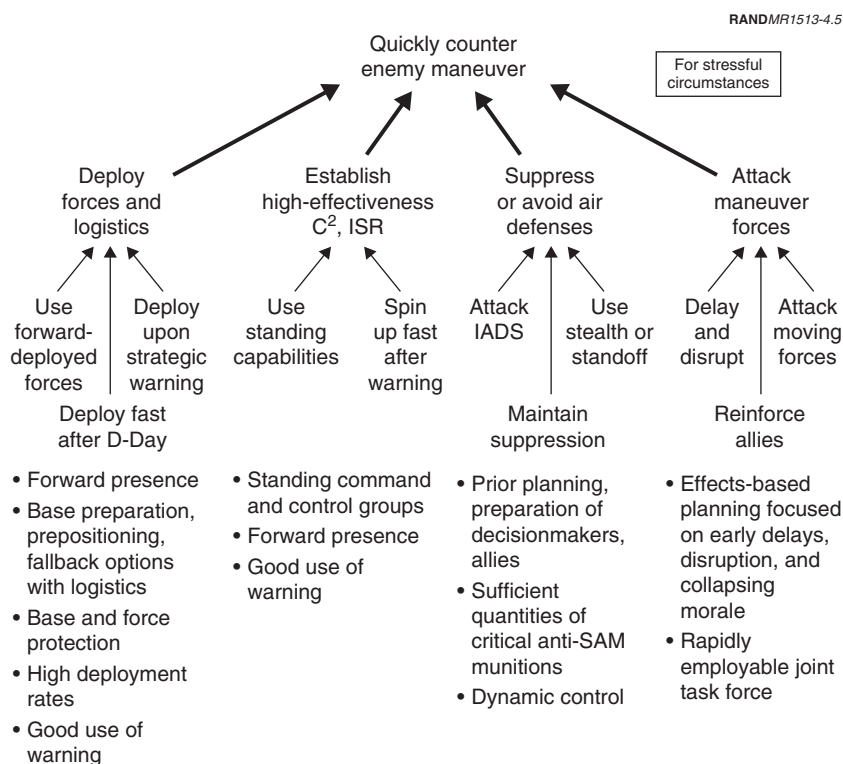 RANDMR1513-4.5
Quickly counter
enemy maneuver
For stressful
circumstances
Deploy
forces and
logistics
Establish
high-effectiveness
C², ISR
Suppress
or avoid air
defenses
Attack
maneuver
forces
Use
forward-
deployed
forces
Deploy
upon
strategic
warning
Use
standing
capabilities
Spin
up fast
after
warning
Attack
IADS
Use
stealth or
standoff
Delay
and
disrupt
Attack
moving
forces
Deploy fast
after D-Day
Maintain
suppression
Reinforce
allies
• Forward presence
• Base preparation,
prepositioning,
fallback options
with logistics
• Base and force
protection
• High deployment
rates
• Good use of
warning
• Standing command
and control groups
• Forward presence
• Good use of
warning
• Prior planning,
preparation of
decisionmakers,
allies
• Sufficient
quantities of
critical anti-SAM
munitions
• Dynamic control
• Effects-based
planning focused
on early delays,
disruption, and
collapsing
morale
• Rapidly
employable joint
task force